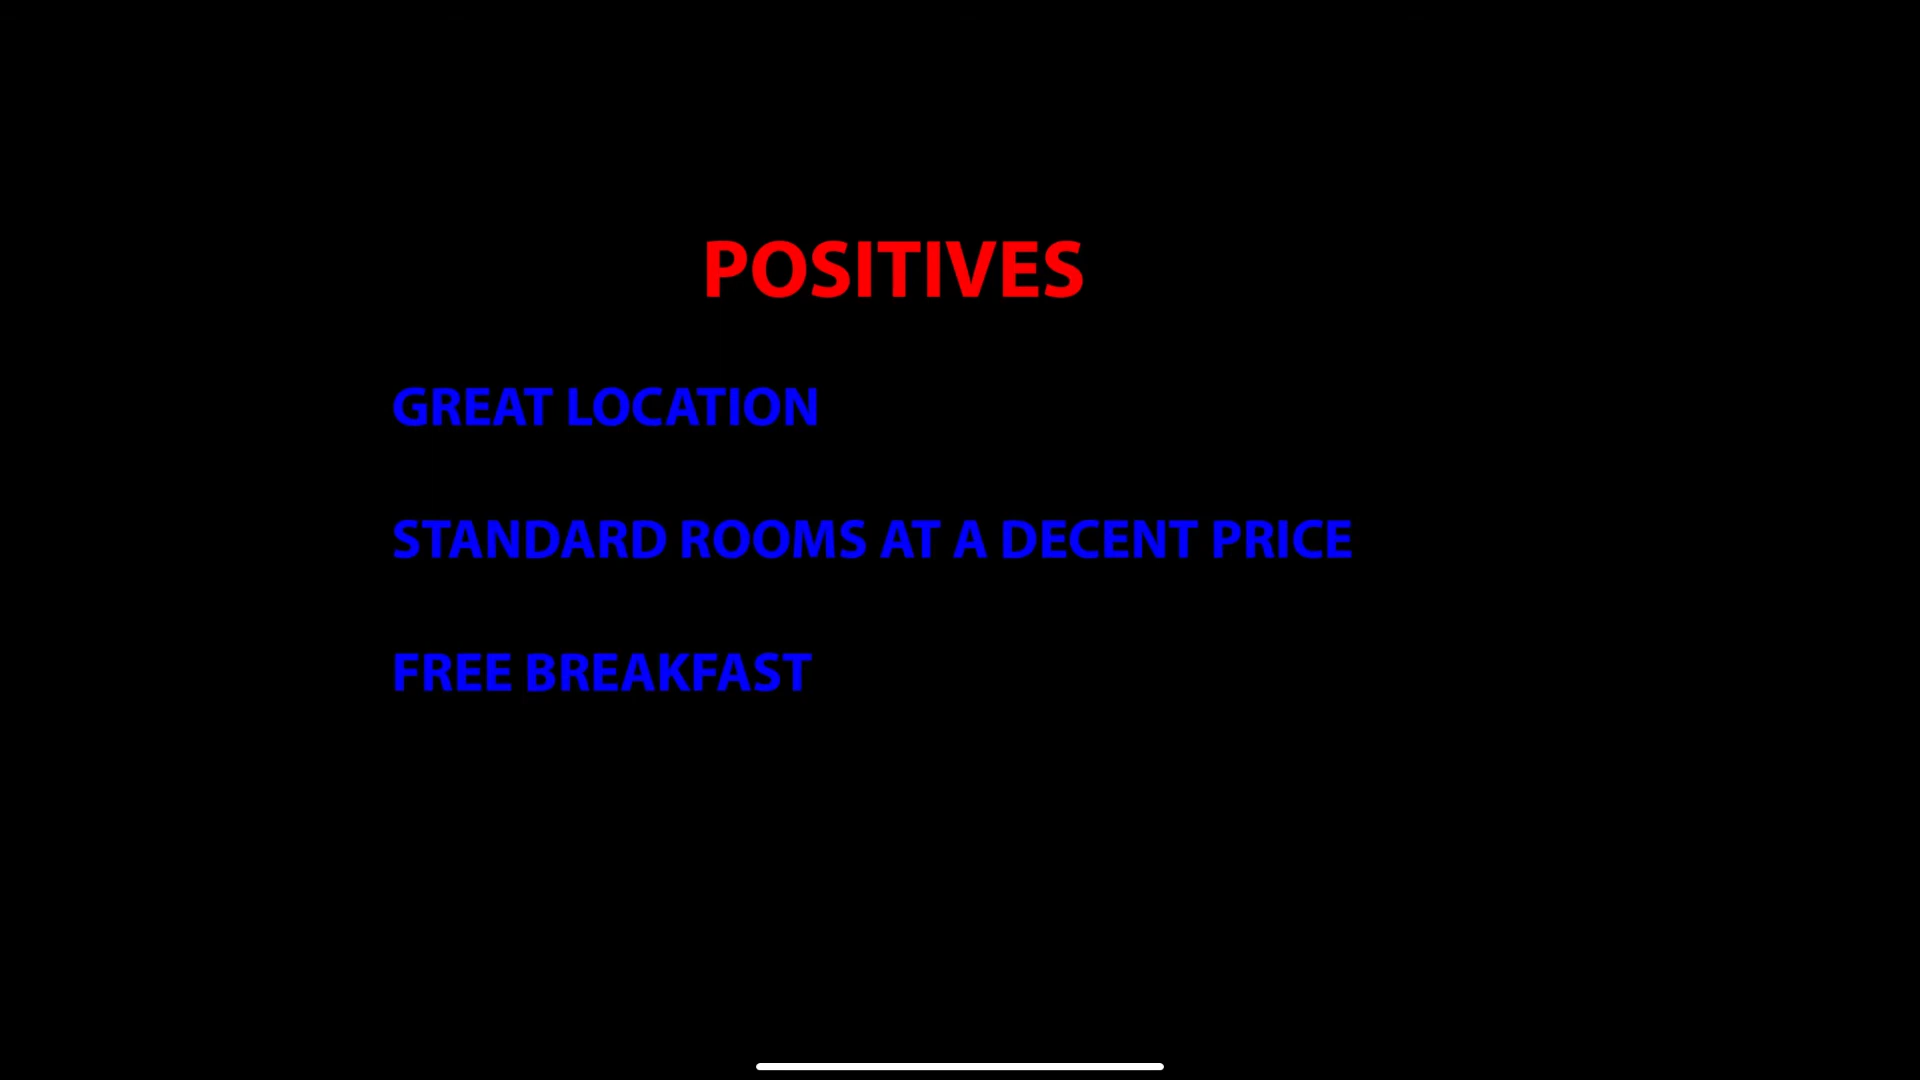 POSITIVES
GREAT LOCATION
STANDARD ROOMS AT A DECENT PRICE
FREE BREAKFAST